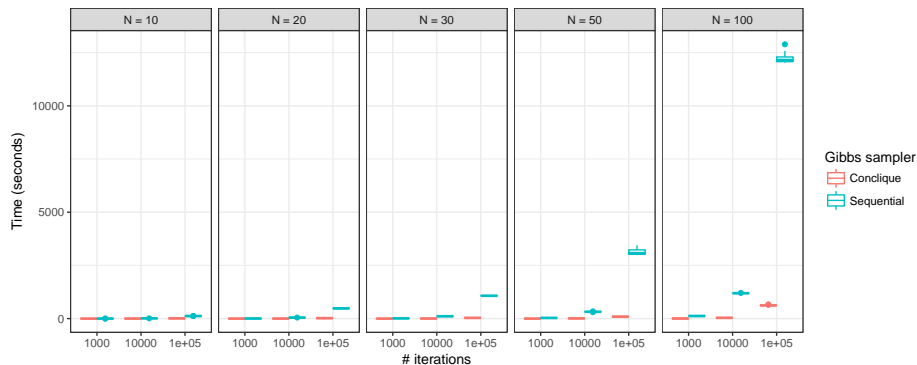 N = 10 N = 20 N = 30 N = 50 N = 100
10000
5000
0
Time (seconds)
1000 10000 1e+05 1000 10000 1e+05 1000 10000 1e+05 1000 10000 1e+05 1000 10000 1e+05
# iterations
Gibbs sampler
Conclique
Sequential